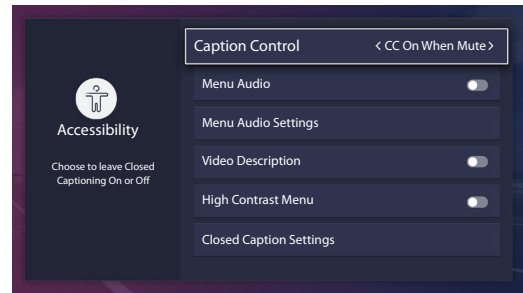 Accessibility
Choose to leave Closed
Captioning On or Off
Caption Control < CC On When Mute >
Menu Audio
Menu Audio Settings
Video Description
High Contrast Menu
Closed Caption Settings